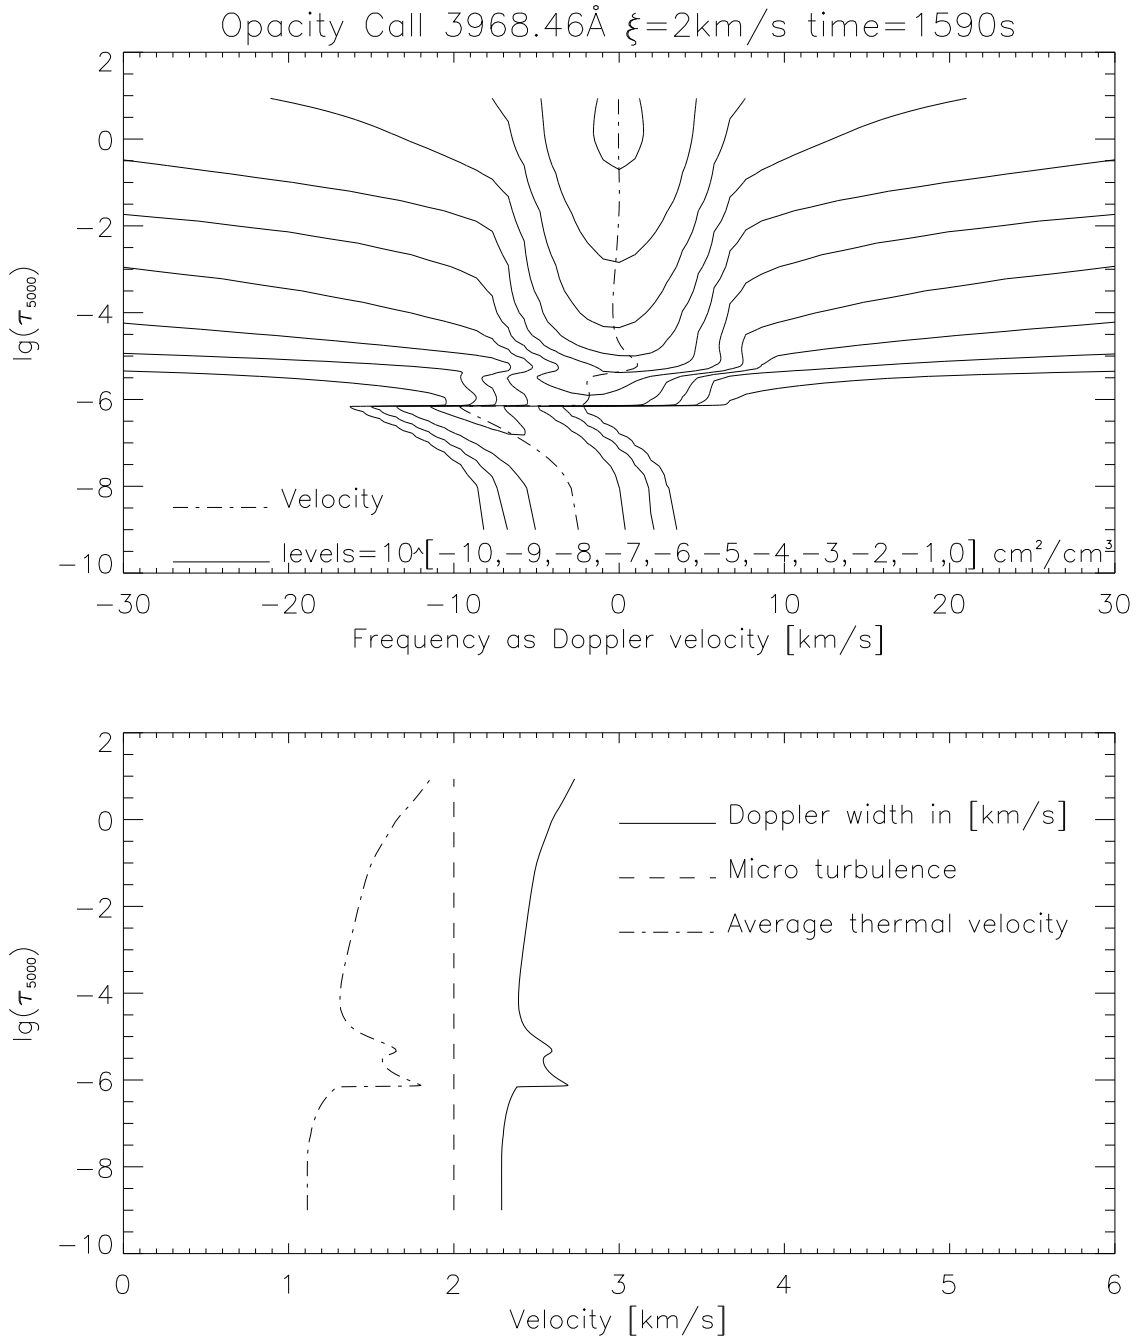 Opacity Call 3968.46Å ξ=2km/s time=1590s
2
0
−2
−4
−6
−8
−10
lg(τ₅₀₀₀)
Velocity
levels=10^[−10,−9,−8,−7,−6,−5,−4,−3,−2,−1,0] cm²/cm³
−30 −20 −10 0 10 20 30
Frequency as Doppler velocity [km/s]
2
0
−2
−4
−6
−8
−10
lg(τ₅₀₀₀)
Doppler width in [km/s]
Micro turbulence
Average thermal velocity
0 1 2 3 4 5 6
Velocity [km/s]